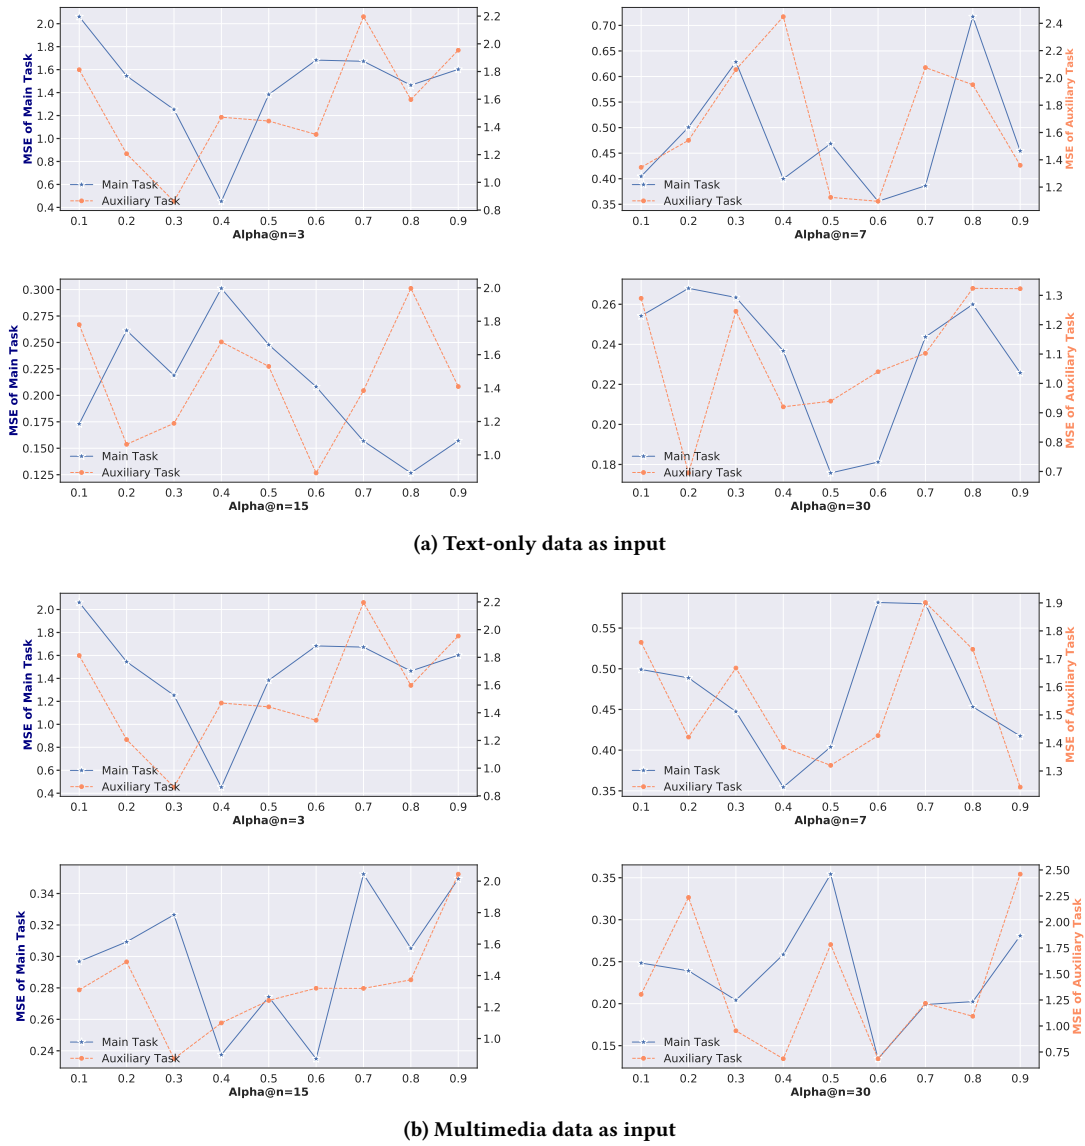 MSE of Main Task
2.0
1.8
1.6
1.4
1.2
1.0
0.8
0.6
0.4
2.2
2.0
1.8
1.6
1.4
1.2
1.0
0.8
Main Task
Auxiliary Task
0.1 0.2 0.3 0.4 0.5 0.6 0.7 0.8 0.9
Alpha@n=3
0.70
0.65
0.60
0.55
0.50
0.45
0.40
0.35
2.4
2.2
2.0
1.8
1.6
1.4
1.2
MSE of Auxiliary Task
Main Task
Auxiliary Task
0.1 0.2 0.3 0.4 0.5 0.6 0.7 0.8 0.9
Alpha@n=7
MSE of Main Task
0.300
0.275
0.250
0.225
0.200
0.175
0.150
0.125
2.0
1.8
1.6
1.4
1.2
1.0
Main Task
Auxiliary Task
0.1 0.2 0.3 0.4 0.5 0.6 0.7 0.8 0.9
Alpha@n=15
0.26
0.24
0.22
0.20
0.18
1.3
1.2
1.1
1.0
0.9
0.8
0.7
MSE of Auxiliary Task
Main Task
Auxiliary Task
0.1 0.2 0.3 0.4 0.5 0.6 0.7 0.8 0.9
Alpha@n=30
(a) Text-only data as input
MSE of Main Task
2.0
1.8
1.6
1.4
1.2
1.0
0.8
0.6
0.4
2.2
2.0
1.8
1.6
1.4
1.2
1.0
0.8
Main Task
Auxiliary Task
0.1 0.2 0.3 0.4 0.5 0.6 0.7 0.8 0.9
Alpha@n=3
0.55
0.50
0.45
0.40
0.35
1.9
1.8
1.7
1.6
1.5
1.4
1.3
MSE of Auxiliary Task
Main Task
Auxiliary Task
0.1 0.2 0.3 0.4 0.5 0.6 0.7 0.8 0.9
Alpha@n=7
MSE of Main Task
0.34
0.32
0.30
0.28
0.26
0.24
2.0
1.8
1.6
1.4
1.2
1.0
Main Task
Auxiliary Task
0.1 0.2 0.3 0.4 0.5 0.6 0.7 0.8 0.9
Alpha@n=15
0.35
0.30
0.25
0.20
0.15
2.50
2.25
2.00
1.75
1.50
1.25
1.00
0.75
MSE of Auxiliary Task
Main Task
Auxiliary Task
0.1 0.2 0.3 0.4 0.5 0.6 0.7 0.8 0.9
Alpha@n=30
(b) Multimedia data as input